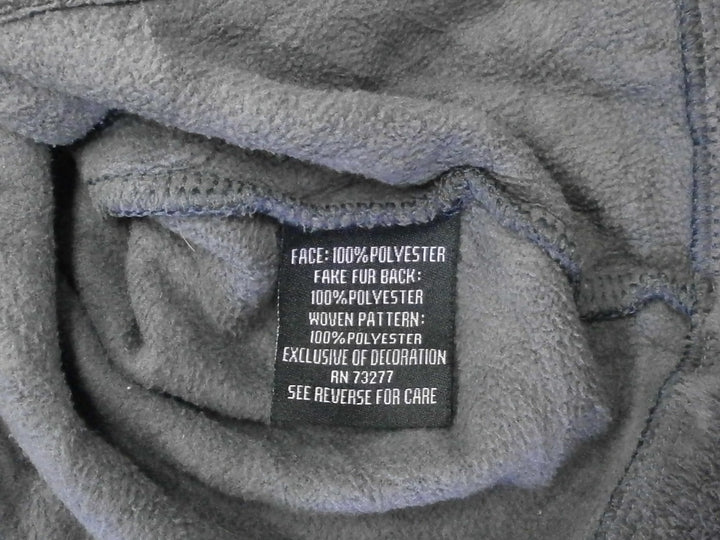 FACE: 100% POLYESTER
FAKE FUR BACK:
100% POLYESTER
WOVEN PATTERN:
100% POLYESTER
EXCLUSIVE OF DECORATION
RN 73277
SEE REVERSE FOR CARE